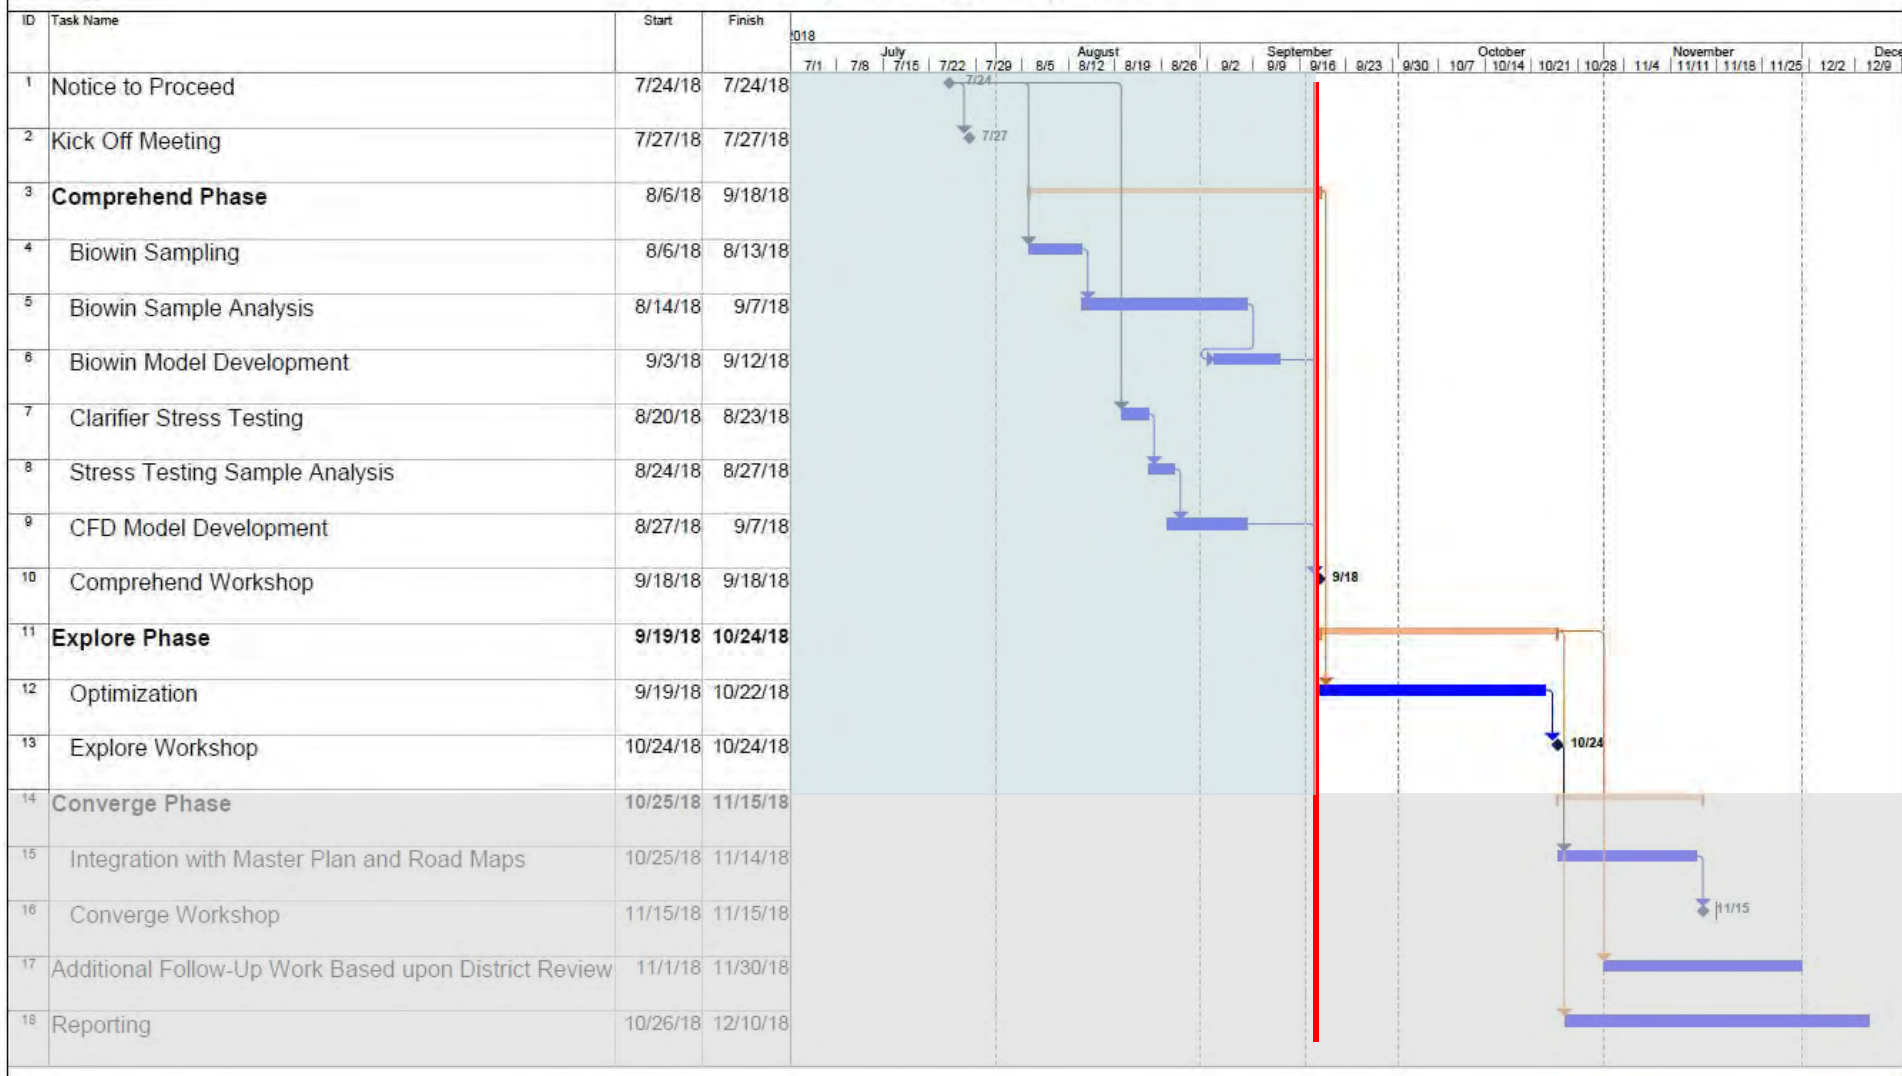 ID Task Name Start Finish
2018
July August September October November Dece
7/1 7/8 7/15 7/22 7/29 8/5 8/12 8/19 8/26 9/2 9/9 9/16 9/23 9/30 10/7 10/14 10/21 10/28 11/4 11/11 11/18 11/25 12/2 12/9
1 Notice to Proceed 7/24/18 7/24/18 7/24
2 Kick Off Meeting 7/27/18 7/27/18 7/27
3 Comprehend Phase 8/6/18 9/18/18
4 Biowin Sampling 8/6/18 8/13/18
5 Biowin Sample Analysis 8/14/18 9/7/18
6 Biowin Model Development 9/3/18 9/12/18
7 Clarifier Stress Testing 8/20/18 8/23/18
8 Stress Testing Sample Analysis 8/24/18 8/27/18
9 CFD Model Development 8/27/18 9/7/18
10 Comprehend Workshop 9/18/18 9/18/18 9/18
11 Explore Phase 9/19/18 10/24/18
12 Optimization 9/19/18 10/22/18
13 Explore Workshop 10/24/18 10/24/18 10/24
14 Converge Phase 10/25/18 11/15/18
15 Integration with Master Plan and Road Maps 10/25/18 11/14/18
16 Converge Workshop 11/15/18 11/15/18 11/15
17 Additional Follow-Up Work Based upon District Review 11/1/18 11/30/18
18 Reporting 10/26/18 12/10/18